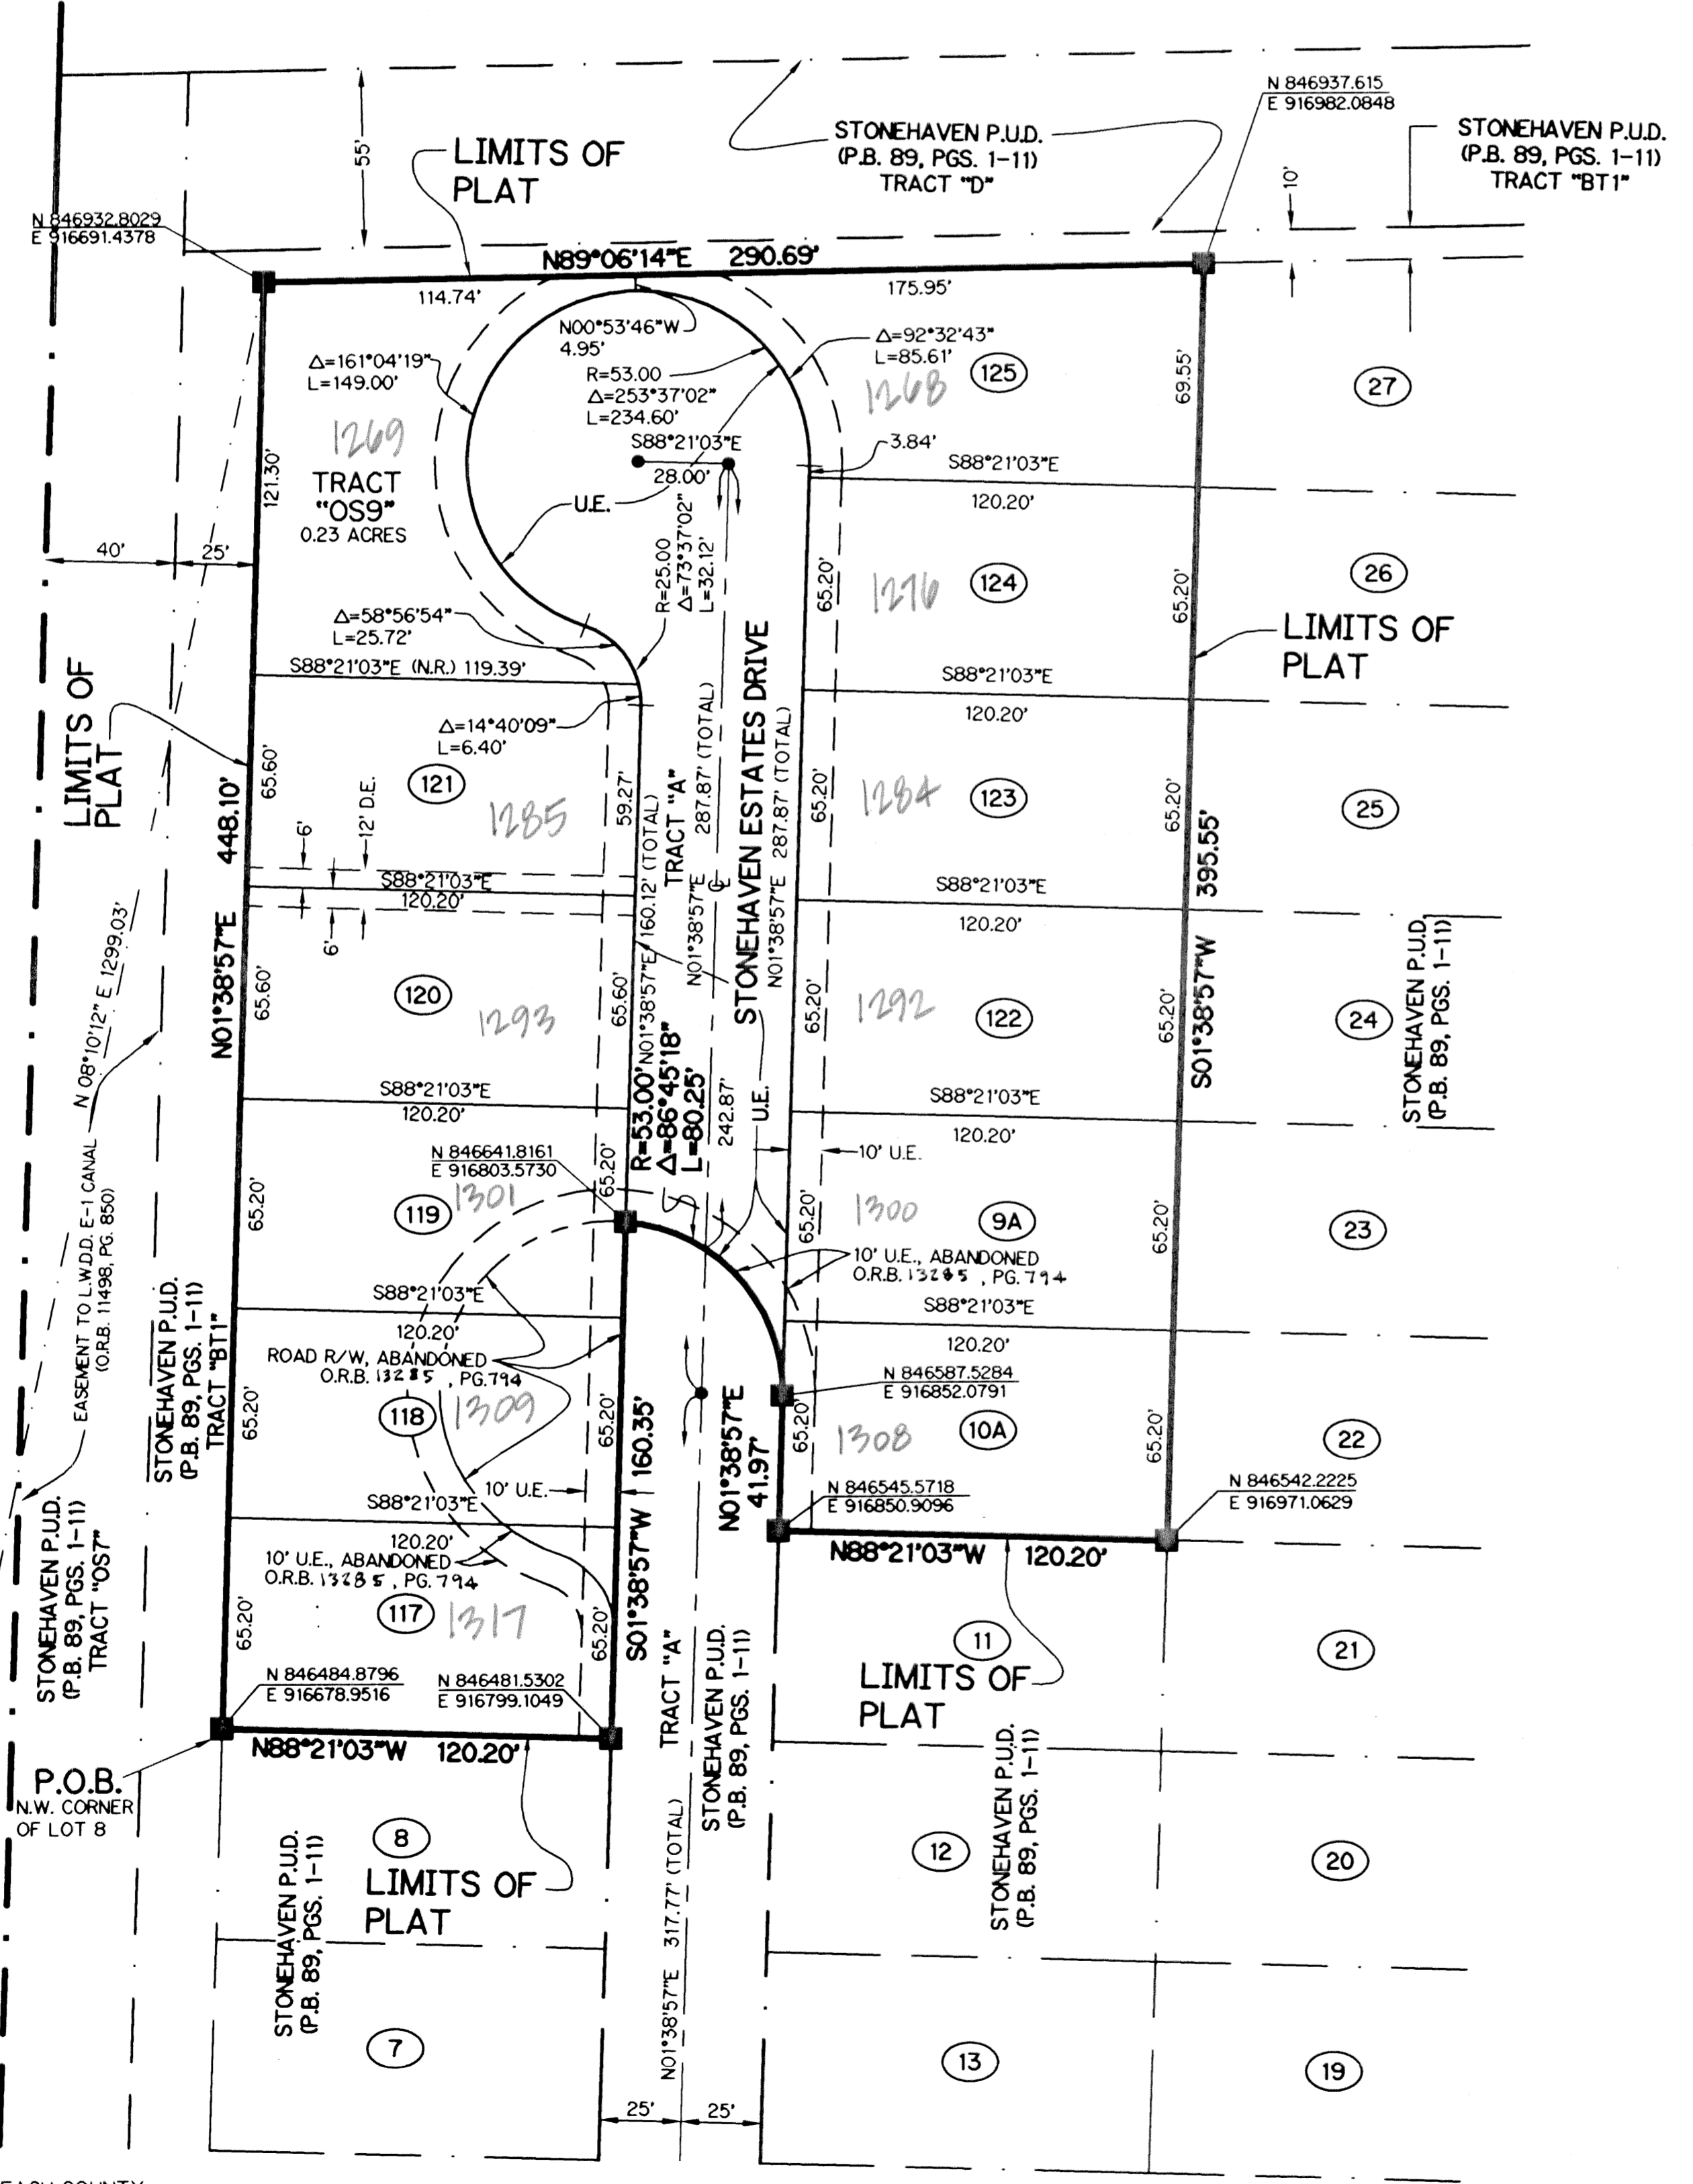 55'
LIMITS OF
PLAT
STONEHAVEN P.U.D.
(P.B. 89, PGS. 1-11)
TRACT "D"
N 846937.615
E 916982.0848
STONEHAVEN P.U.D.
(P.B. 89, PGS. 1-11)
TRACT "BT1"
10'
N 846932.8029
E 916691.4378
N89°06'14"E 290.69'
114.74'
175.95'
N00°53'46"W
4.95'
Δ=161°04'19"
L=149.00'
R=53.00
Δ=253°37'02"
L=234.60'
Δ=92°32'43"
L=85.61'
125
1268
69.55'
27
1269
TRACT
"OS9"
0.23 ACRES
121.30'
S88°21'03"E
28.00'
3.84'
S88°21'03"E
120.20'
U.E.
40'
25'
R=25.00
Δ=73°37'02"
L=32.12'
65.20'
1276
124
65.20'
26
LIMITS OF
PLAT
Δ=58°56'54"
L=25.72'
S88°21'03"E (N.R.) 119.39'
S88°21'03"E
120.20'
LIMITS OF
PLAT
Δ=14°40'09"
L=6.40'
65.60'
121
1285
59.27'
TRACT "A"
N01°38'57"E 287.87' (TOTAL)
℄
STONEHAVEN ESTATES DRIVE
N01°38'57"E 287.87' (TOTAL)
65.20'
1284
123
65.20'
25
N01°38'57"E 448.10'
6'
12' D.E.
S88°21'03"E
120.20'
6'
N01°38'57"E 160.12' (TOTAL)
S88°21'03"E
120.20'
S01°38'57"W 395.55'
N 08°10'12" E 1299.03'
EASEMENT TO L.W.D.D. E-1 CANAL
(O.R.B. 11498, PG. 850)
65.60'
120
1293
65.60'
65.20'
1292
122
65.20'
24
STONEHAVEN P.U.D.
(P.B. 89, PGS. 1-11)
S88°21'03"E
120.20'
R=53.00'
Δ=86°45'18"
L=80.25'
242.87'
U.E.
S88°21'03"E
120.20'
10' U.E.
N 846641.8161
E 916803.5730
65.20'
119
1301
65.20'
65.20'
1300
9A
65.20'
23
10' U.E., ABANDONED
O.R.B. 13285 , PG. 794
S88°21'03"E
120.20'
S88°21'03"E
120.20'
STONEHAVEN P.U.D.
(P.B. 89, PGS. 1-11)
TRACT "BT1"
ROAD R/W, ABANDONED
O.R.B. 13285 , PG.794
65.20'
118
1309
65.20'
S01°38'57"W 160.35'
N01°38'57"E
41.97'
N 846587.5284
E 916852.0791
65.20'
1308
10A
65.20'
22
10' U.E.
S88°21'03"E
120.20'
N 846545.5718
E 916850.9096
N 846542.2225
E 916971.0629
N88°21'03"W 120.20'
STONEHAVEN P.U.D.
(P.B. 89, PGS. 1-11)
TRACT "OS7"
10' U.E., ABANDONED
O.R.B. 13285 , PG. 794
65.20'
117
1317
65.20'
TRACT "A"
STONEHAVEN P.U.D.
(P.B. 89, PGS. 1-11)
11
LIMITS OF
PLAT
21
N 846484.8796
E 916678.9516
N 846481.5302
E 916799.1049
N88°21'03"W 120.20'
P.O.B.
N.W. CORNER
OF LOT 8
8
LIMITS OF
PLAT
STONEHAVEN P.U.D.
(P.B. 89, PGS. 1-11)
N01°38'57"E 317.77' (TOTAL)
12
STONEHAVEN P.U.D.
(P.B. 89, PGS. 1-11)
20
7
13
19
25'
25'